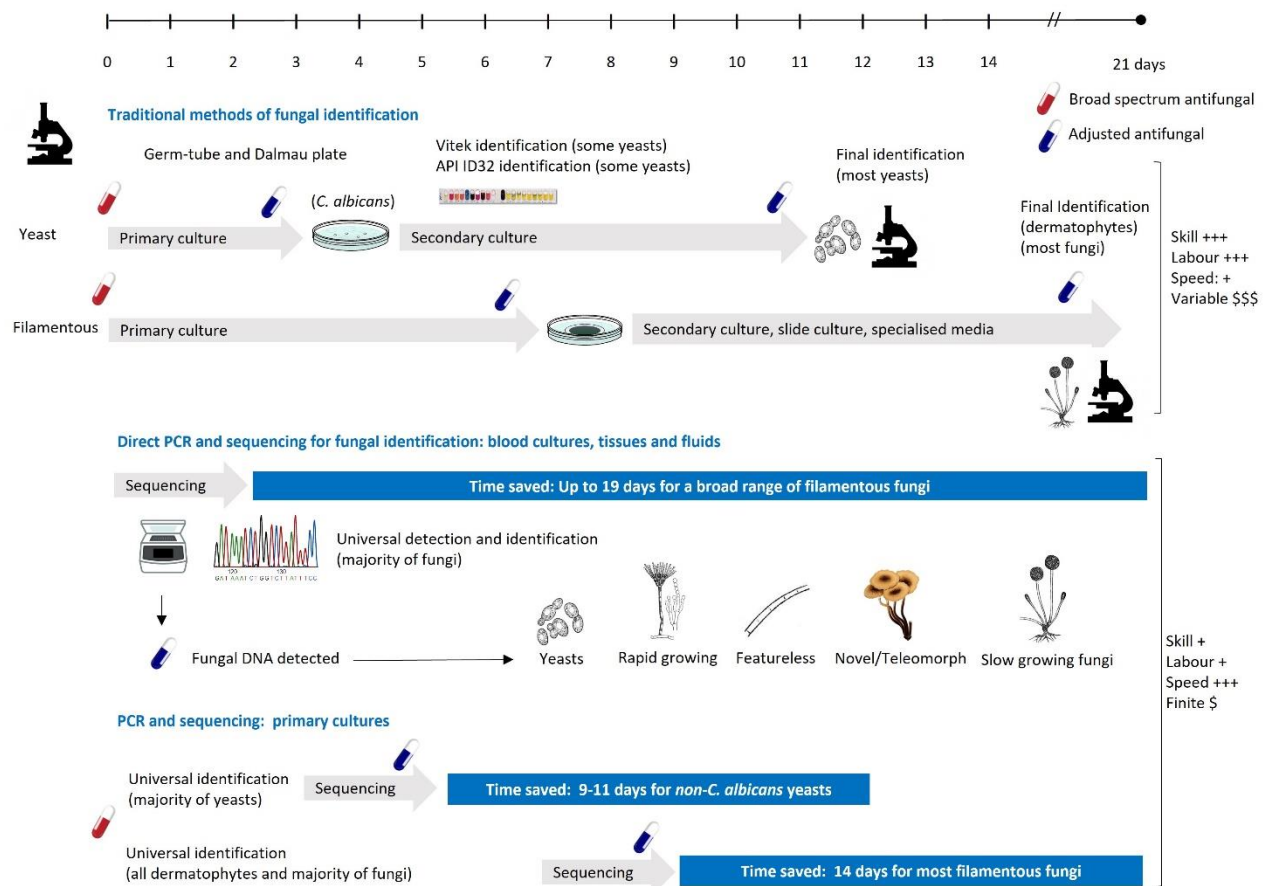 0 1 2 3 4 5 6 7 8 9 10 11 12 13 14 21 days
Broad spectrum antifungal
Adjusted antifungal
Traditional methods of fungal identification
Germ-tube and Dalmau plate
Vitek identification (some yeasts)
API ID32 identification (some yeasts)
Final identification
(most yeasts)
(C. albicans)
Yeast
Primary culture
Secondary culture
Final Identification
(dermatophytes)
(most fungi)
Skill +++
Labour +++
Speed: +
Variable $$$
Filamentous
Primary culture
Secondary culture, slide culture, specialised media
Direct PCR and sequencing for fungal identification: blood cultures, tissues and fluids
Sequencing
Time saved: Up to 19 days for a broad range of filamentous fungi
Universal detection and identification
(majority of fungi)
120 130
GATAAATCTGGTCTTATTTCC
Fungal DNA detected
Yeasts
Rapid growing
Featureless
Novel/Teleomorph
Slow growing fungi
Skill +
Labour +
Speed +++
Finite $
PCR and sequencing: primary cultures
Universal identification
(majority of yeasts)
Sequencing
Time saved: 9-11 days for non-C. albicans yeasts
Universal identification
(all dermatophytes and majority of fungi)
Sequencing
Time saved: 14 days for most filamentous fungi